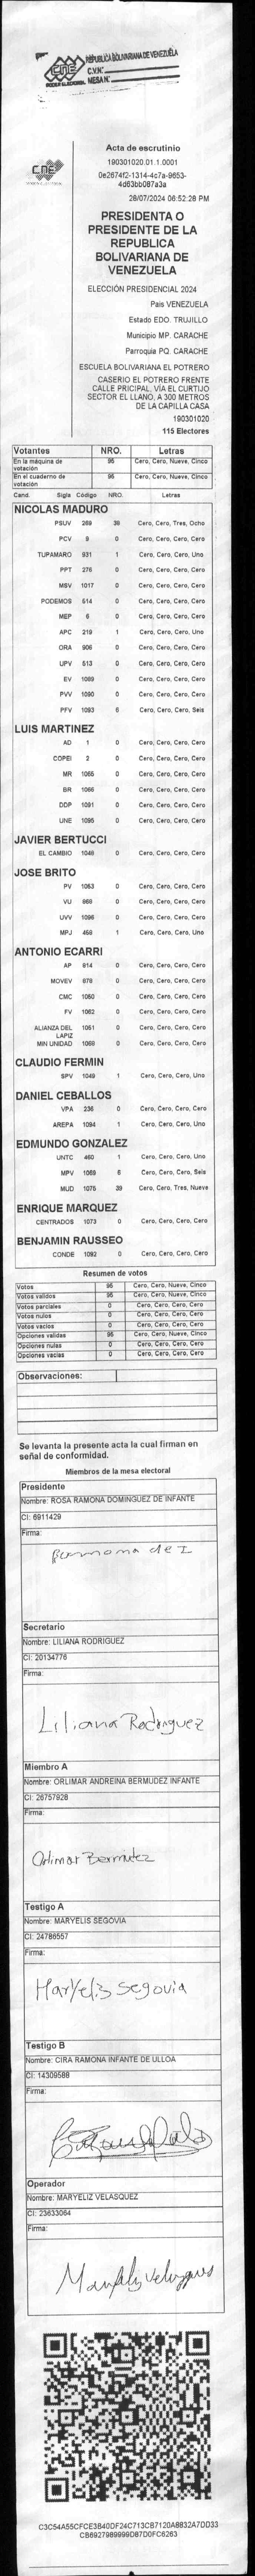 REPÚBLICA BOLIVARIANA DE VENEZUELA
CNE
C.V.N°.
PODER ELECTORAL MESA N°.
CNE
Acta de escrutinio
190301020.01.1.0001
0e2674f2-1314-4c7a-9653-
4d63bb087a3a
28/07/2024 06:52:28 PM
PRESIDENTA O
PRESIDENTE DE LA
REPUBLICA
BOLIVARIANA DE
VENEZUELA
ELECCIÓN PRESIDENCIAL 2024
Pais VENEZUELA
Estado EDO. TRUJILLO
Municipio MP. CARACHE
Parroquia PQ. CARACHE
ESCUELA BOLIVARIANA EL POTRERO
CASERIO EL POTRERO FRENTE
CALLE PRICIPAL. VÍA EL CURTIJO
SECTOR EL LLANO, A 300 METROS
DE LA CAPILLA CASA
190301020
115 Electores
Votantes NRO. Letras
En la máquina de votación 95 Cero, Cero, Nueve, Cinco
En el cuaderno de votación 95 Cero, Cero, Nueve, Cinco
Cand. Sigla Código NRO. Letras
NICOLAS MADURO
PSUV 269 38 Cero, Cero, Tres, Ocho
PCV 9 0 Cero, Cero, Cero, Cero
TUPAMARO 931 1 Cero, Cero, Cero, Uno
PPT 276 0 Cero, Cero, Cero, Cero
MSV 1017 0 Cero, Cero, Cero, Cero
PODEMOS 514 0 Cero, Cero, Cero, Cero
MEP 6 0 Cero, Cero, Cero, Cero
APC 219 1 Cero, Cero, Cero, Uno
ORA 906 0 Cero, Cero, Cero, Cero
UPV 513 0 Cero, Cero, Cero, Cero
EV 1089 0 Cero, Cero, Cero, Cero
PVV 1090 0 Cero, Cero, Cero, Cero
PFV 1093 6 Cero, Cero, Cero, Seis
LUIS MARTINEZ
AD 1 0 Cero, Cero, Cero, Cero
COPEI 2 0 Cero, Cero, Cero, Cero
MR 1065 0 Cero, Cero, Cero, Cero
BR 1066 0 Cero, Cero, Cero, Cero
DDP 1091 0 Cero, Cero, Cero, Cero
UNE 1095 0 Cero, Cero, Cero, Cero
JAVIER BERTUCCI
EL CAMBIO 1046 0 Cero, Cero, Cero, Cero
JOSE BRITO
PV 1053 0 Cero, Cero, Cero, Cero
VU 868 0 Cero, Cero, Cero, Cero
UVV 1096 0 Cero, Cero, Cero, Cero
MPJ 459 1 Cero, Cero, Cero, Uno
ANTONIO ECARRI
AP 914 0 Cero, Cero, Cero, Cero
MOVEV 878 0 Cero, Cero, Cero, Cero
CMC 1050 0 Cero, Cero, Cero, Cero
FV 1062 0 Cero, Cero, Cero, Cero
ALIANZA DEL LAPIZ 1051 0 Cero, Cero, Cero, Cero
MIN UNIDAD 1069 0 Cero, Cero, Cero, Cero
CLAUDIO FERMIN
SPV 1049 1 Cero, Cero, Cero, Uno
DANIEL CEBALLOS
VPA 236 0 Cero, Cero, Cero, Cero
AREPA 1094 1 Cero, Cero, Cero, Uno
EDMUNDO GONZALEZ
UNTC 460 1 Cero, Cero, Cero, Uno
MPV 1069 6 Cero, Cero, Cero, Seis
MUD 1075 39 Cero, Cero, Tres, Nueve
ENRIQUE MARQUEZ
CENTRADOS 1073 0 Cero, Cero, Cero, Cero
BENJAMIN RAUSSEO
CONDE 1092 0 Cero, Cero, Cero, Cero
Resumen de votos
Votos 95 Cero, Cero, Nueve, Cinco
Votos validos 95 Cero, Cero, Nueve, Cinco
Votos parciales 0 Cero, Cero, Cero, Cero
Votos nulos 0 Cero, Cero, Cero, Cero
Votos vacios 0 Cero, Cero, Cero, Cero
Opciones validas 95 Cero, Cero, Nueve, Cinco
Opciones nulas 0 Cero, Cero, Cero, Cero
Opciones vacias 0 Cero, Cero, Cero, Cero
Observaciones:
Se levanta la presente acta la cual firman en
señal de conformidad.
Miembros de la mesa electoral
Presidente
Nombre: ROSA RAMONA DOMINGUEZ DE INFANTE
CI: 6911429
Firma:
Ramona de I
Secretario
Nombre: LILIANA RODRIGUEZ
CI: 20134776
Firma:
Liliana Rodriguez
Miembro A
Nombre: ORLIMAR ANDREINA BERMUDEZ INFANTE
CI: 26757928
Firma:
Orlimar Bermudez
Testigo A
Nombre: MARYELIS SEGOVIA
CI: 24786557
Firma:
Maryelis Segovia
Testigo B
Nombre: CIRA RAMONA INFANTE DE ULLOA
CI: 14309588
Firma:
Operador
Nombre: MARYELIZ VELASQUEZ
CI: 23633064
Firma:
C3C54A55CFCE3B40DF24C713CB7120A8832A7DD33
CB6927989999D87D0FC6263